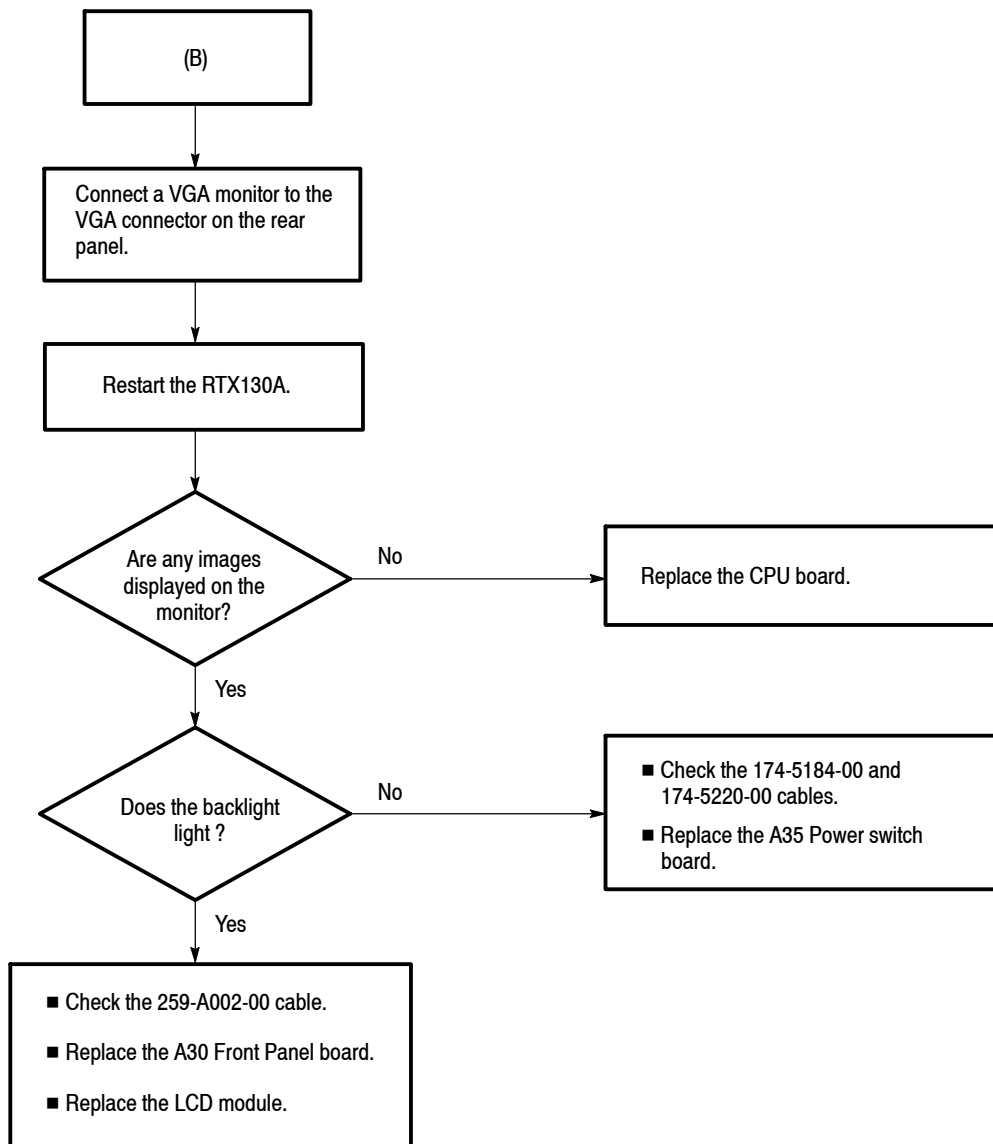 (B)
Connect a VGA monitor to the
VGA connector on the rear
panel.
Restart the RTX130A.
Are any images
displayed on the
monitor?
No
Replace the CPU board.
Yes
Does the backlight
light ?
No
■ Check the 174-5184-00 and
174-5220-00 cables.
■ Replace the A35 Power switch
board.
Yes
■ Check the 259-A002-00 cable.
■ Replace the A30 Front Panel board.
■ Replace the LCD module.